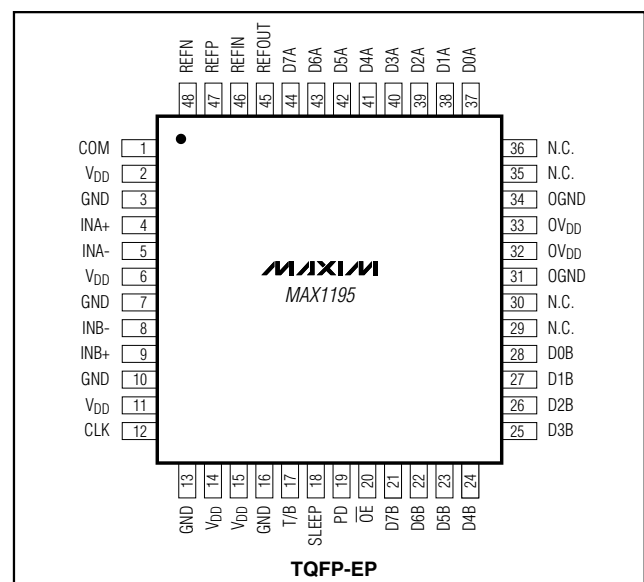 REFN REFP REFIN REFOUT D7A D6A D5A D4A D3A D2A D1A D0A
48 47 46 45 44 43 42 41 40 39 38 37
COM 1 36 N.C.
VDD 2 35 N.C.
GND 3 34 OGND
INA+ 4 33 OVDD
INA- 5 32 OVDD
VDD 6 31 OGND
MAXIM
MAX1195
GND 7 30 N.C.
INB- 8 29 N.C.
INB+ 9 28 D0B
GND 10 27 D1B
VDD 11 26 D2B
CLK 12 25 D3B
13 14 15 16 17 18 19 20 21 22 23 24
GND VDD VDD GND T/B SLEEP PD O̅E̅ D7B D6B D5B D4B
TQFP-EP